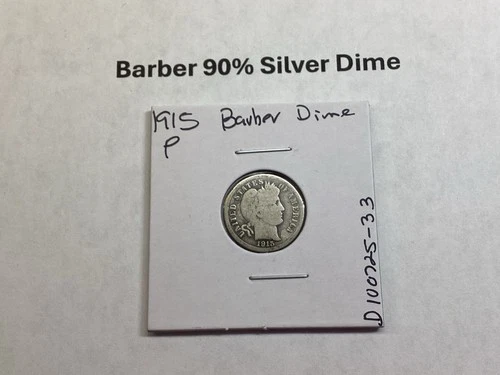 Barber 90% Silver Dime
1915 Barber Dime
P
UNITED STATES OF AMERICA
1915
D100725-33